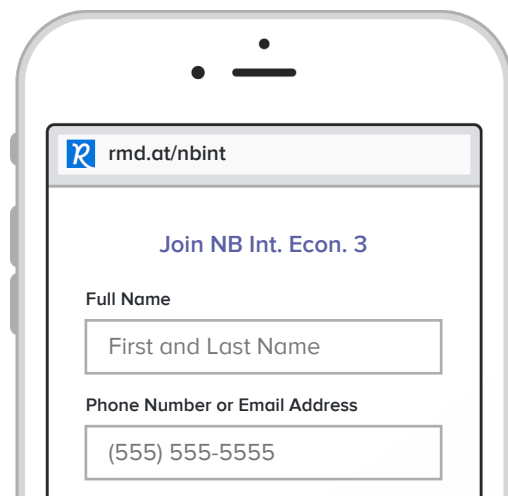 rmd.at/nbint
Join NB Int. Econ. 3
Full Name
First and Last Name
Phone Number or Email Address
(555) 555-5555